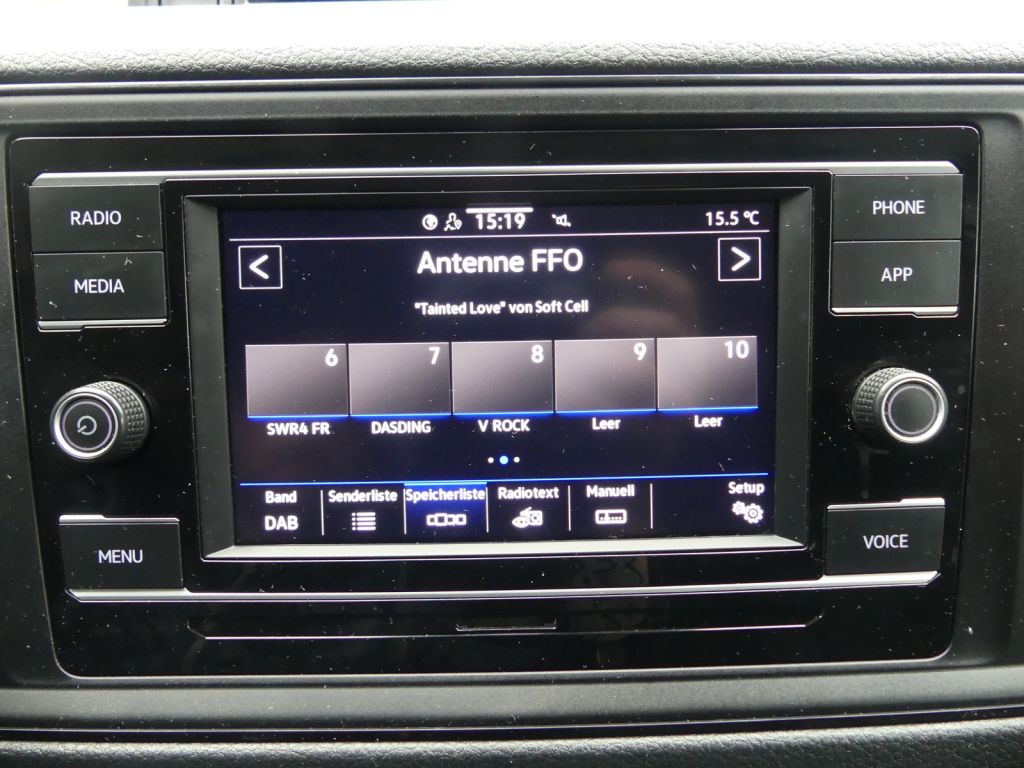 RADIO
MEDIA
MENU
15:19
15.5 °C
<
Antenne FFO
>
"Tainted Love" von Soft Cell
6 7 8 9 10
SWR4 FR DASDING V ROCK Leer Leer
Band Senderliste Speicherliste Radiotext Manuell Setup
DAB
PHONE
APP
VOICE